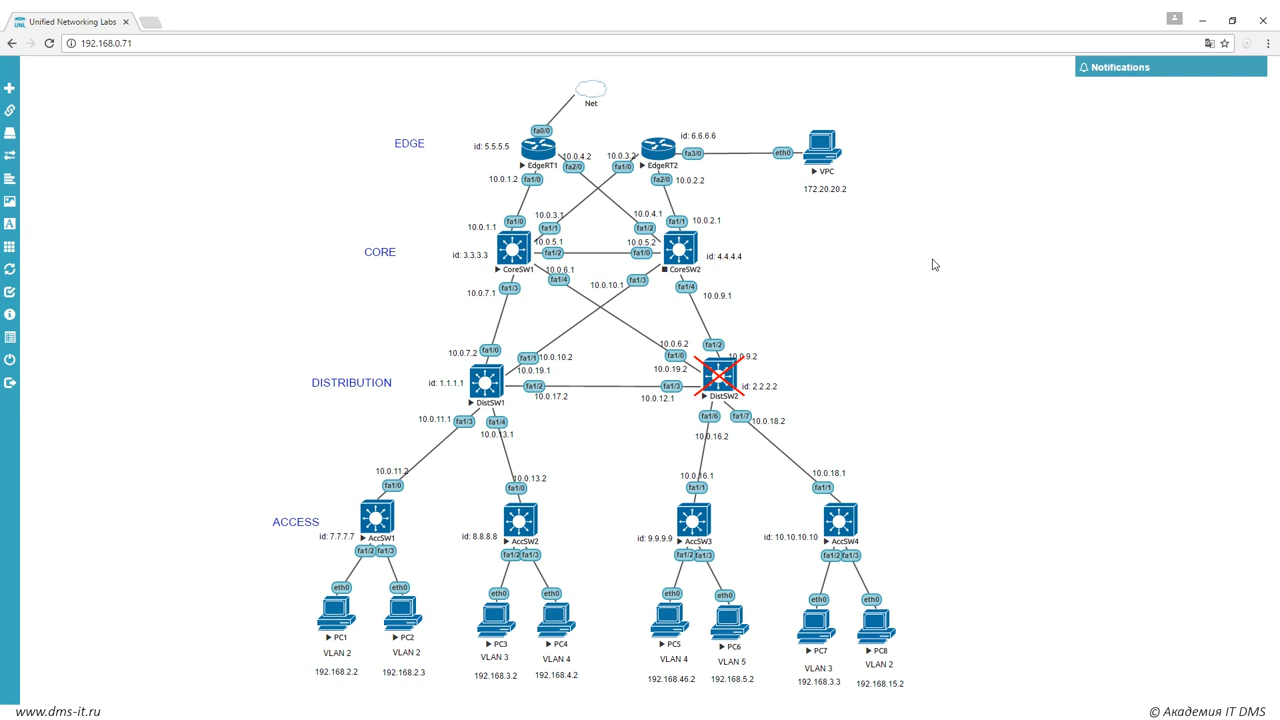 Unified Networking Labs
192.168.0.71
Notifications
Net
fa0/0
EDGE
id: 5.5.5.5
EdgeRT1
10.0.4.2
fa2/0
10.0.1.2
fa1/0
id: 6.6.6.6
10.0.3.2
fa1/0
EdgeRT2
fa3/0
eth0
VPC
172.20.20.2
fa2/0
10.0.2.2
fa1/0
10.0.3.1
fa1/1
10.0.4.1
fa1/2
fa1/1
10.0.2.1
10.0.1.1
CORE
id: 3.3.3.3
CoreSW1
10.0.5.1
fa1/2
10.0.5.2
fa1/0
id: 4.4.4.4
CoreSW2
10.0.6.1
fa1/4
10.0.10.1
fa1/3
fa1/4
10.0.9.1
10.0.7.1
fa1/3
10.0.7.2
fa1/0
fa1/1
10.0.10.2
10.0.6.2
fa1/0
fa1/2
10.0.9.2
DISTRIBUTION
id: 1.1.1.1
DistSW1
10.0.19.1
fa1/2
10.0.17.2
10.0.19.2
fa1/3
10.0.12.1
id: 2.2.2.2
DistSW2
10.0.11.1
fa1/3
fa1/4
10.0.13.1
fa1/6
10.0.16.2
fa1/7
10.0.18.2
10.0.11.2
fa1/0
10.0.13.2
fa1/0
10.0.16.1
fa1/1
10.0.18.1
fa1/1
ACCESS
id: 7.7.7.7
AccSW1
id: 8.8.8.8
AccSW2
id: 9.9.9.9
AccSW3
id: 10.10.10.10
AccSW4
fa1/2
fa1/3
fa1/2
fa1/3
fa1/2
fa1/3
fa1/2
fa1/3
eth0
eth0
eth0
eth0
eth0
eth0
eth0
eth0
PC1
PC2
PC3
PC4
PC5
PC6
PC7
PC8
VLAN 2
VLAN 2
VLAN 3
VLAN 4
VLAN 4
VLAN 5
VLAN 3
VLAN 2
192.168.2.2
192.168.2.3
192.168.3.2
192.168.4.2
192.168.46.2
192.168.5.2
192.168.3.3
192.168.15.2
www.dms-it.ru
© Академия IT DMS